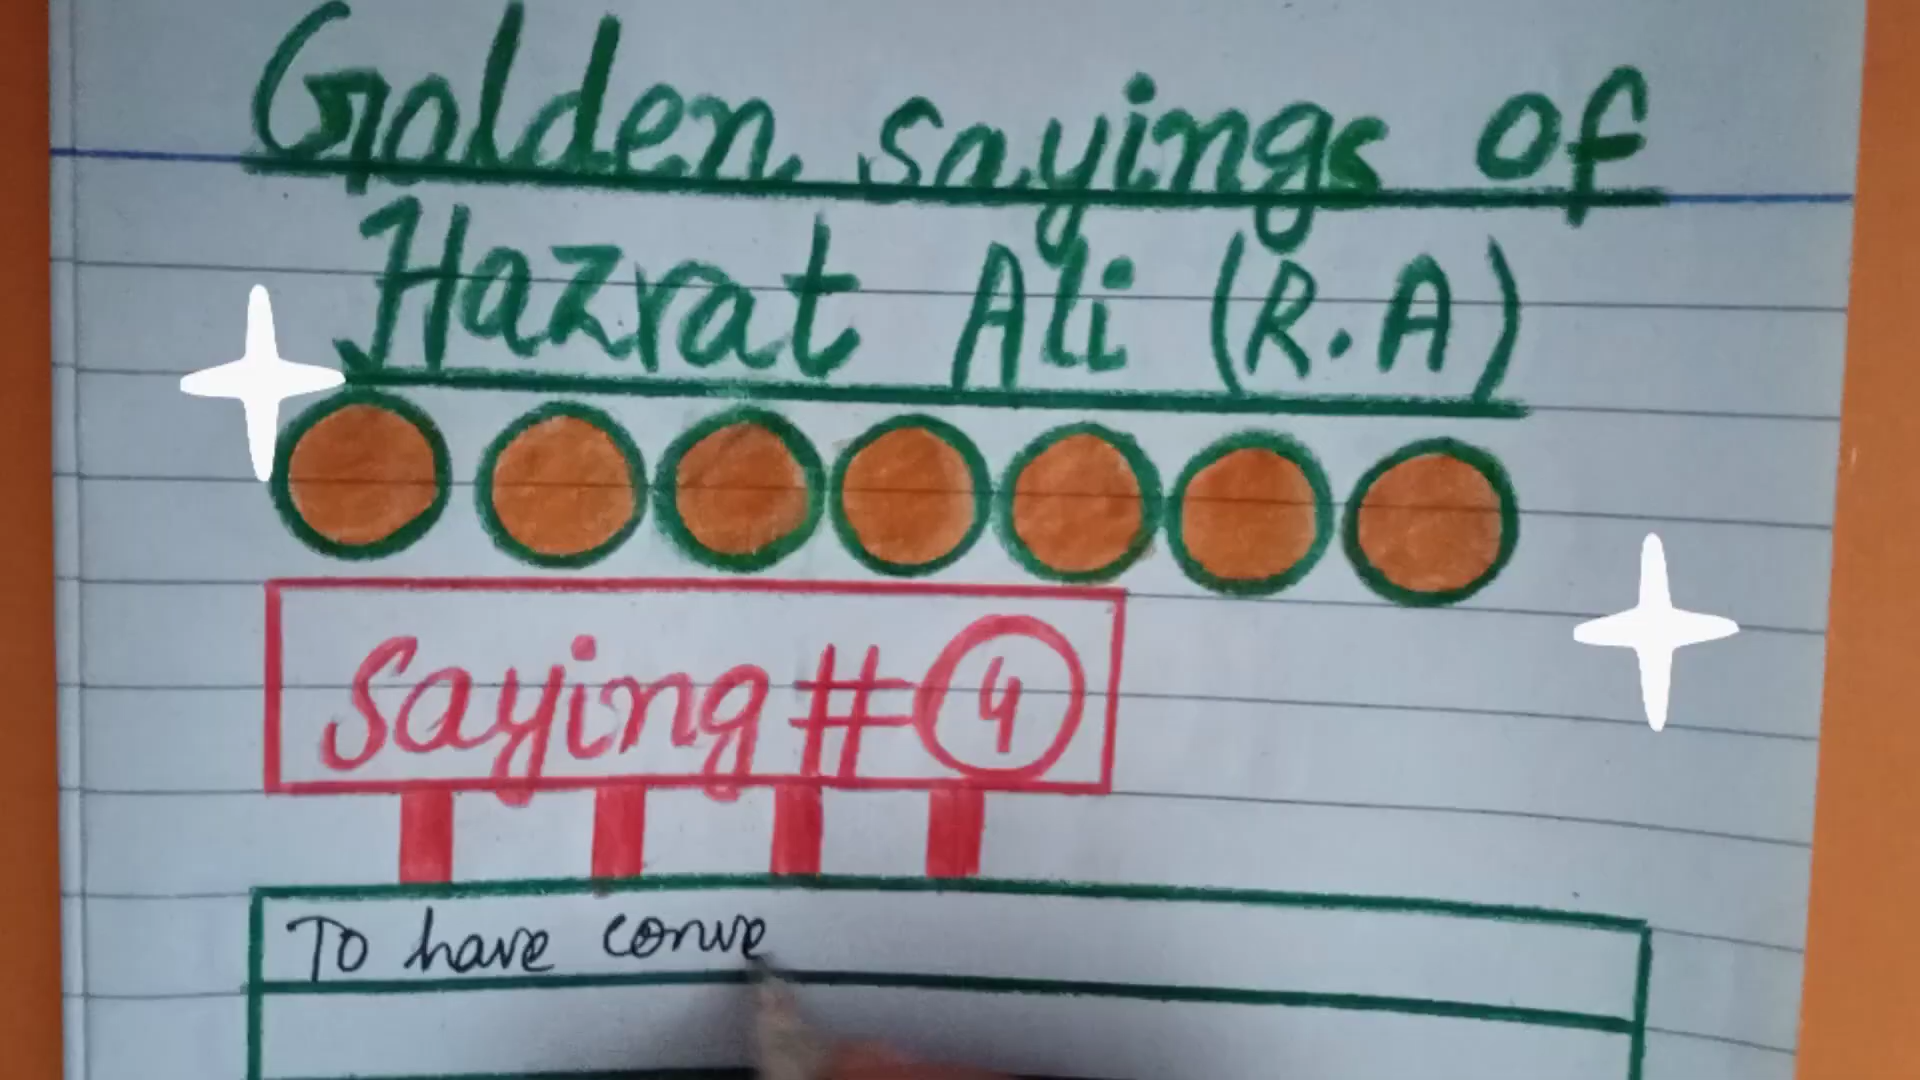 Golden sayings of
Hazrat Ali (R.A)
Saying # 4
To have conve